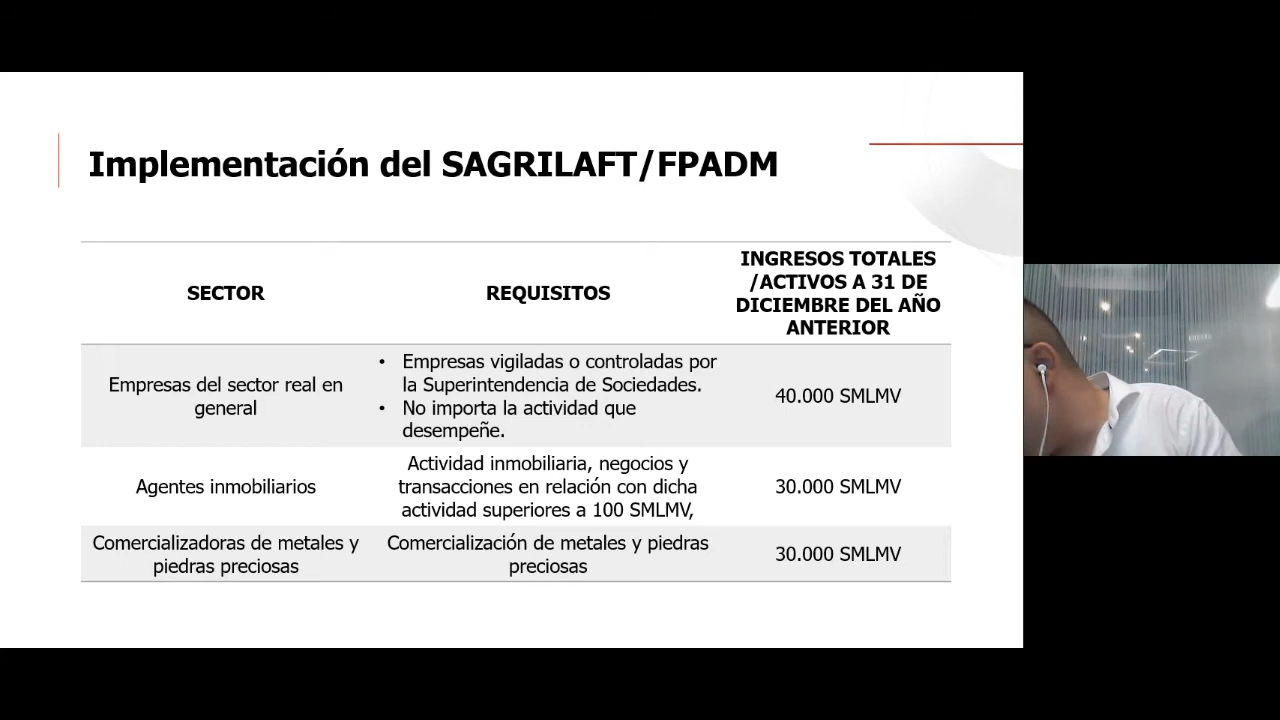 Implementación del SAGRILAFT/FPADM
SECTOR
REQUISITOS
INGRESOS TOTALES
/ACTIVOS A 31 DE
DICIEMBRE DEL AÑO
ANTERIOR
Empresas del sector real en
general
• Empresas vigiladas o controladas por
la Superintendencia de Sociedades.
• No importa la actividad que
desempeñe.
40.000 SMLMV
Agentes inmobiliarios
Actividad inmobiliaria, negocios y
transacciones en relación con dicha
actividad superiores a 100 SMLMV,
30.000 SMLMV
Comercializadoras de metales y
piedras preciosas
Comercialización de metales y piedras
preciosas
30.000 SMLMV